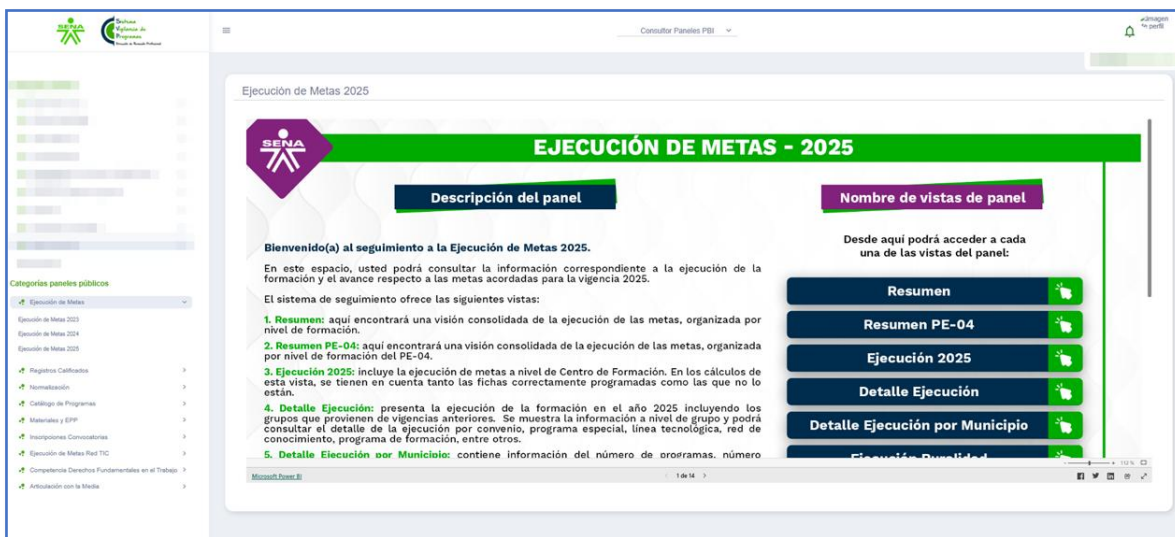 SENA
Sistema
Vigilancia de
Programas
Consultor Paneles PBI
Imagen
de perfil
Categorías paneles públicos
Ejecución de Metas
Ejecución de Metas 2023
Ejecución de Metas 2024
Ejecución de Metas 2025
Registros Calificados
Normalización
Catálogo de Programas
Materiales y EPP
Inscripciones Convocatorias
Ejecución de Metas Red TIC
Competencia Derechos Fundamentales en el Trabajo
Articulación con la Media
Ejecución de Metas 2025
SENA
EJECUCIÓN DE METAS - 2025
Descripción del panel
Bienvenido(a) al seguimiento a la Ejecución de Metas 2025.
En este espacio, usted podrá consultar la información correspondiente a la ejecución de la
formación y el avance respecto a las metas acordadas para la vigencia 2025.
El sistema de seguimiento ofrece las siguientes vistas:
1. Resumen: aquí encontrará una visión consolidada de la ejecución de las metas, organizada por
nivel de formación.
2. Resumen PE-04: aquí encontrará una visión consolidada de la ejecución de las metas, organizada
por nivel de formación del PE-04.
3. Ejecución 2025: incluye la ejecución de metas a nivel de Centro de Formación. En los cálculos de
esta vista, se tienen en cuenta tanto las fichas correctamente programadas como las que no lo
están.
4. Detalle Ejecución: presenta la ejecución de la formación en el año 2025 incluyendo los
grupos que provienen de vigencias anteriores. Se muestra la información a nivel de grupo y podrá
consultar el detalle de la ejecución por convenio, programa especial, línea tecnológica, red de
conocimiento, programa de formación, entre otros.
5. Detalle Ejecución por Municipio: contiene información del número de programas, número
Nombre de vistas de panel
Desde aquí podrá acceder a cada
una de las vistas del panel:
Resumen
Resumen PE-04
Ejecución 2025
Detalle Ejecución
Detalle Ejecución por Municipio
Ejecución Ruralidad
Microsoft Power BI
1 de 14
112 %